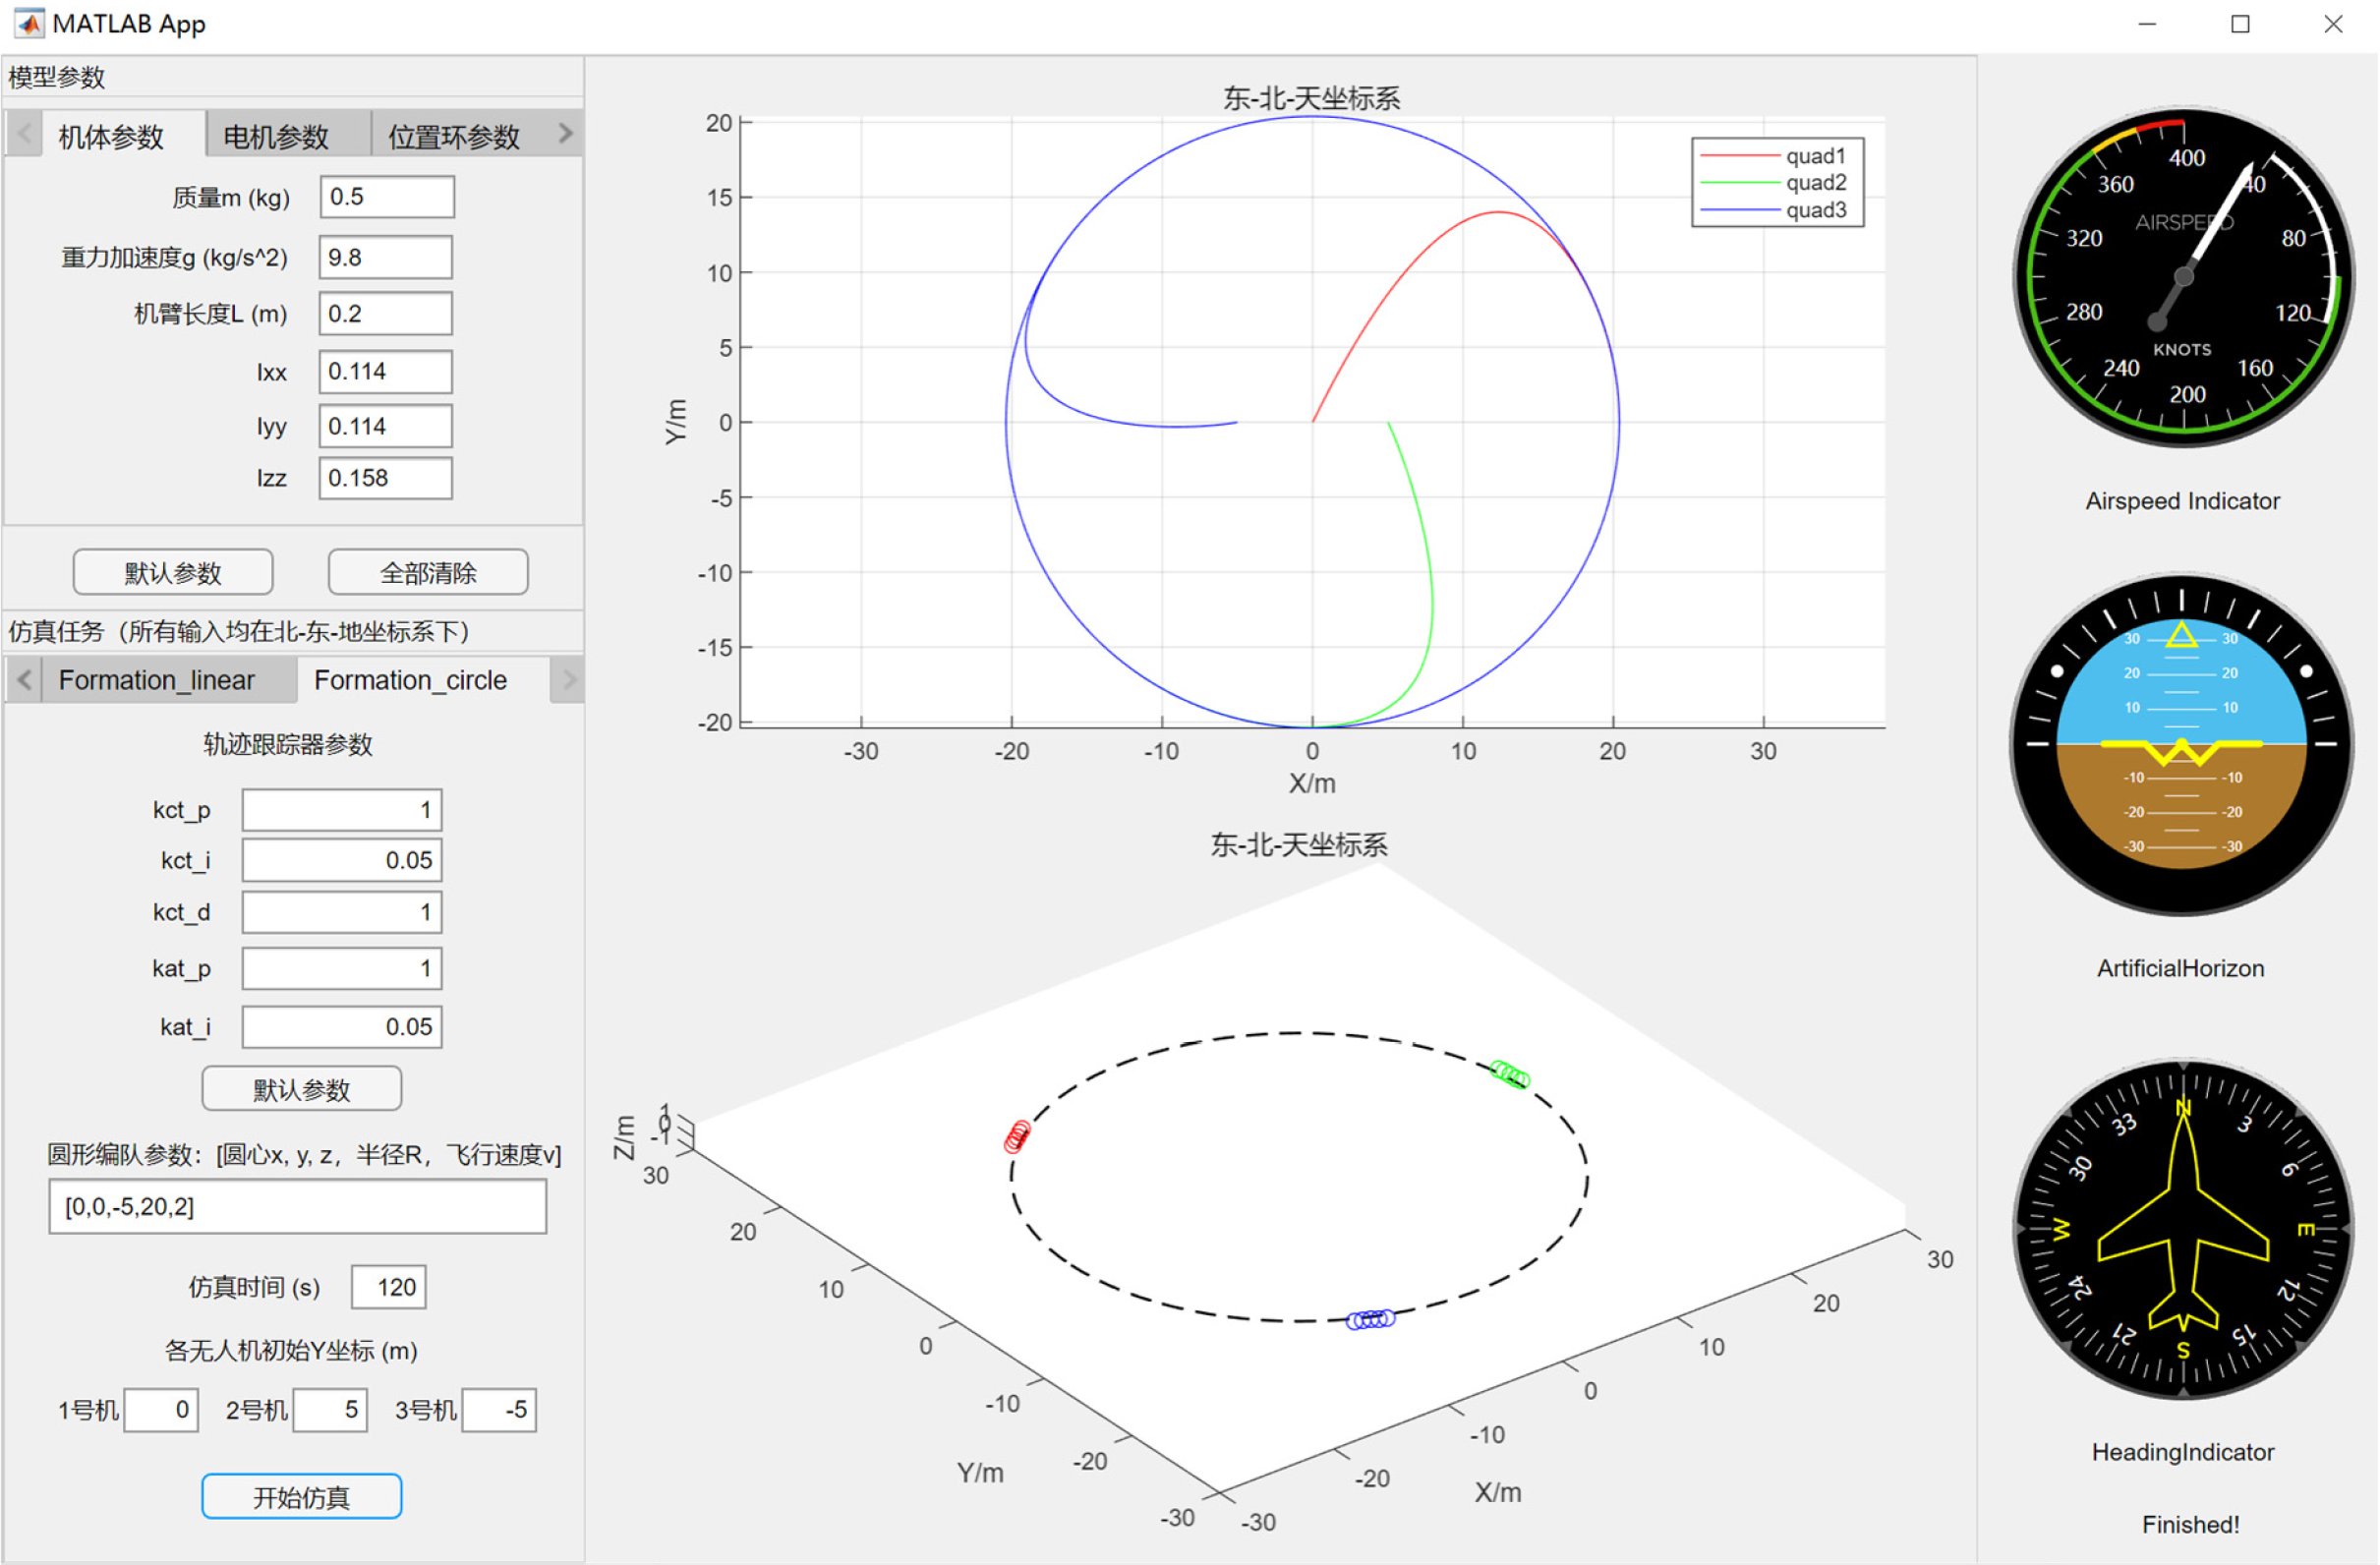 MATLAB App
模型参数
机体参数 电机参数 位置环参数
质量m (kg) 0.5
重力加速度g (kg/s^2) 9.8
机臂长度L (m) 0.2
Ixx 0.114
Iyy 0.114
Izz 0.158
默认参数 全部清除
仿真任务（所有输入均在北-东-地坐标系下）
Formation_linear Formation_circle
轨迹跟踪器参数
kct_p 1
kct_i 0.05
kct_d 1
kat_p 1
kat_i 0.05
默认参数
圆形编队参数：[圆心x, y, z，半径R，飞行速度v]
[0,0,-5,20,2]
仿真时间 (s) 120
各无人机初始Y坐标 (m)
1号机 0 2号机 5 3号机 -5
开始仿真
东-北-天坐标系
quad1
quad2
quad3
20
15
10
5
0
-5
-10
-15
-20
Y/m
-30 -20 -10 0 10 20 30
X/m
东-北-天坐标系
Z/m
1
0
-1
30
20
10
0
-10
-20
-30
Y/m
-30
-20
-10
0
10
20
30
X/m
400
360 40
AIRSPEED
320 80
280 120
KNOTS
240 160
200
Airspeed Indicator
30 30
20 20
10 10
-10 -10
-20 -20
-30 -30
ArtificialHorizon
N
33 3
30 6
W E
24 12
21 15
S
HeadingIndicator
Finished!